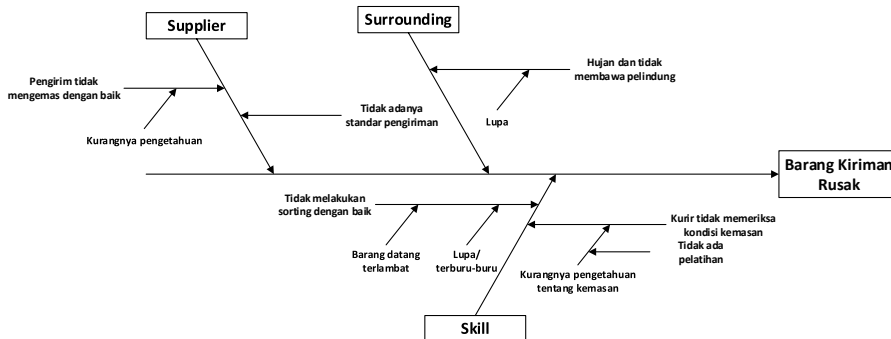 Supplier
Surrounding
Pengirim tidak
mengemas dengan baik
Kurangnya pengetahuan
Tidak adanya
standar pengiriman
Hujan dan tidak
membawa pelindung
Lupa
Barang Kiriman
Rusak
Tidak melakukan
sorting dengan baik
Barang datang
terlambat
Lupa/
terburu-buru
Kurir tidak memeriksa
kondisi kemasan
Tidak ada
pelatihan
Kurangnya pengetahuan
tentang kemasan
Skill